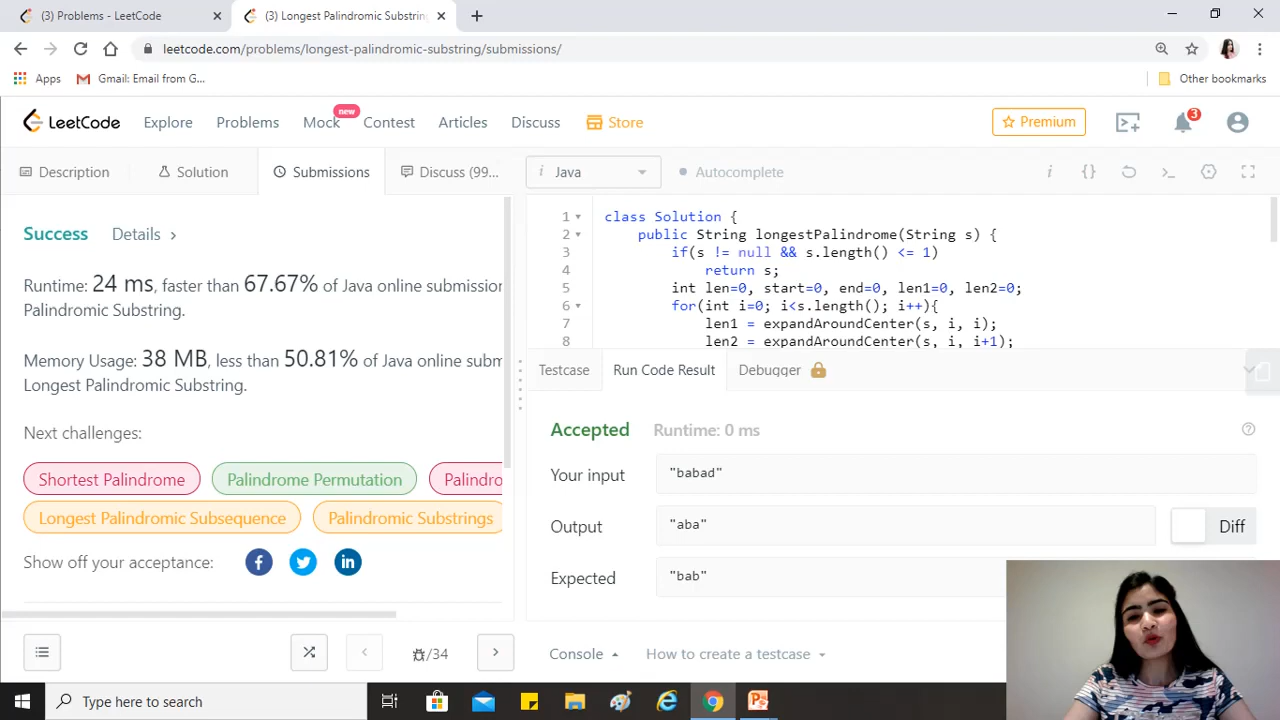 (3) Problems - LeetCode
(3) Longest Palindromic Substring
leetcode.com/problems/longest-palindromic-substring/submissions/
Apps
Gmail: Email from G...
Other bookmarks
LeetCode
Explore
Problems
Mock
new
Contest
Articles
Discuss
Store
Premium
3
Description
Solution
Submissions
Discuss (99...
i Java
Autocomplete
i
{}
Success
Details
Runtime: 24 ms, faster than 67.67% of Java online submission
Palindromic Substring.
Memory Usage: 38 MB, less than 50.81% of Java online subm
Longest Palindromic Substring.
Next challenges:
Shortest Palindrome
Palindrome Permutation
Palindro
Longest Palindromic Subsequence
Palindromic Substrings
Show off your acceptance:
1 class Solution {
2 public String longestPalindrome(String s) {
3 if(s != null && s.length() <= 1)
4 return s;
5 int len=0, start=0, end=0, len1=0, len2=0;
6 for(int i=0; i<s.length(); i++){
7 len1 = expandAroundCenter(s, i, i);
8 len2 = expandAroundCenter(s, i, i+1);
Testcase
Run Code Result
Debugger
Accepted
Runtime: 0 ms
Your input
"babad"
Output
"aba"
Diff
Expected
"bab"
/34
Console
How to create a testcase
Type here to search